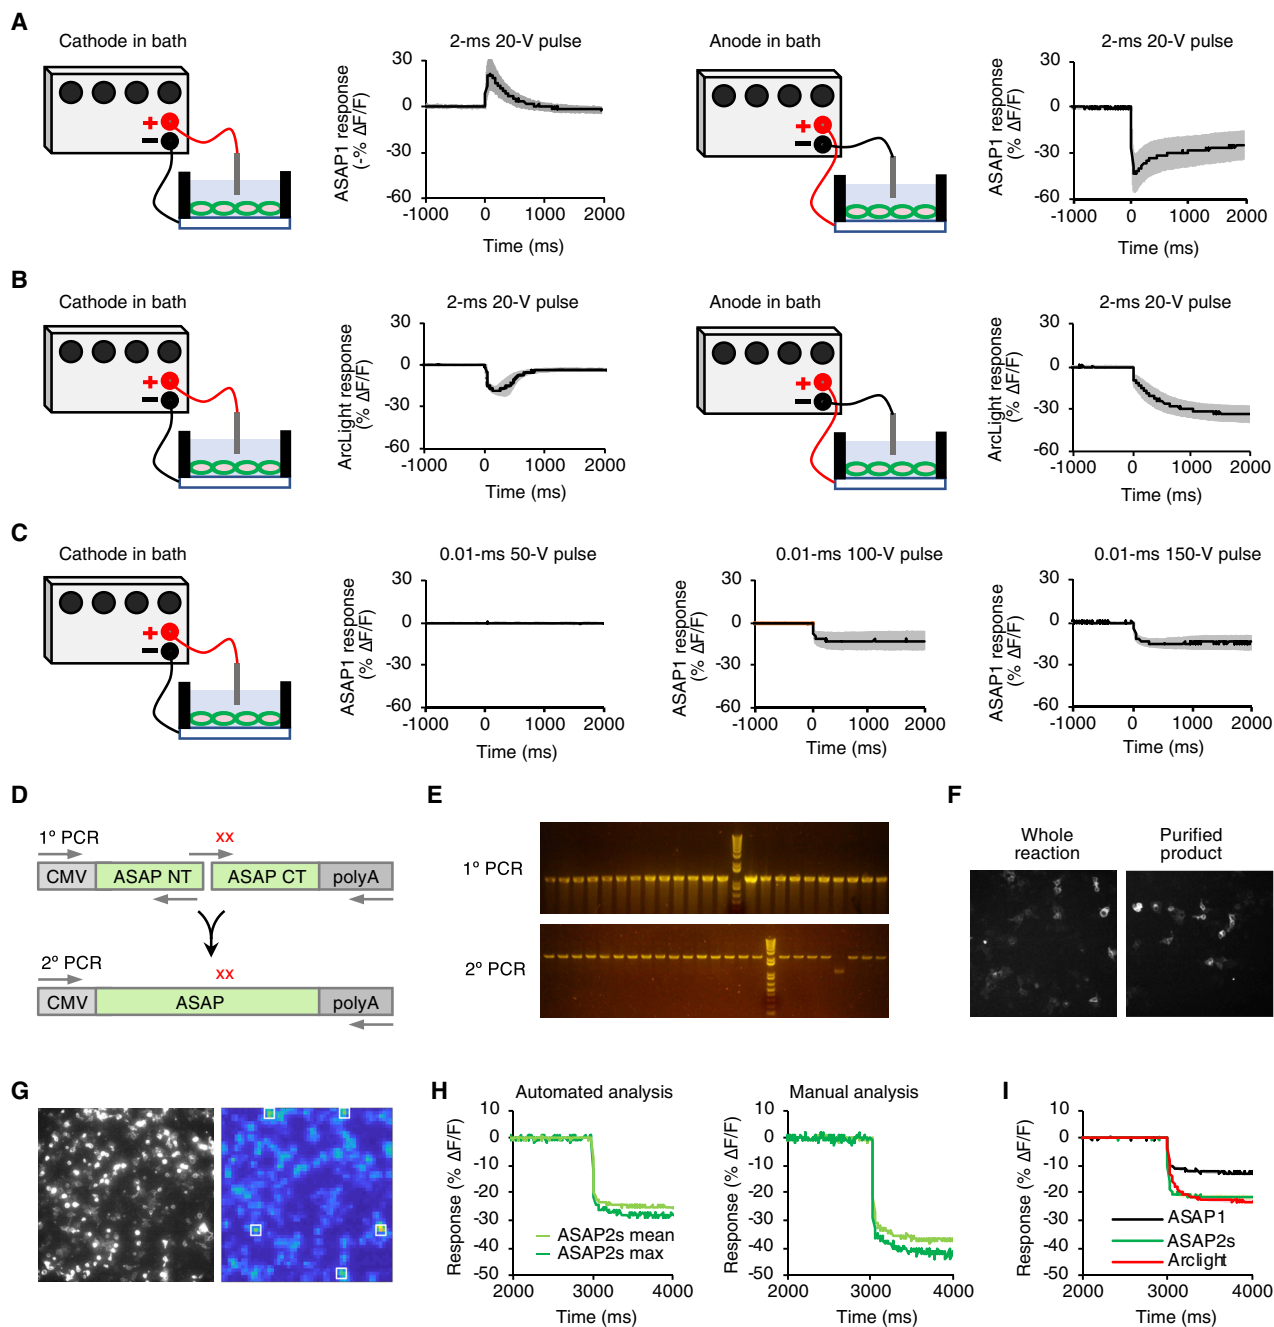 A
Cathode in bath
+
−
2-ms 20-V pulse
ASAP1 response
(-% ΔF/F)
30
0
-30
-60
-1000 0 1000 2000
Time (ms)
Anode in bath
+
−
2-ms 20-V pulse
ASAP1 response
(% ΔF/F)
30
0
-30
-60
-1000 0 1000 2000
Time (ms)
B
Cathode in bath
+
−
2-ms 20-V pulse
ArcLight response
(% ΔF/F)
30
0
-30
-60
-1000 0 1000 2000
Time (ms)
Anode in bath
+
−
2-ms 20-V pulse
ArcLight response
(% ΔF/F)
30
0
-30
-60
-1000 0 1000 2000
Time (ms)
C
Cathode in bath
+
−
0.01-ms 50-V pulse
ASAP1 response
(% ΔF/F)
30
0
-30
-60
-1000 0 1000 2000
Time (ms)
0.01-ms 100-V pulse
ASAP1 response
(% ΔF/F)
30
0
-30
-60
-1000 0 1000 2000
Time (ms)
0.01-ms 150-V pulse
ASAP1 response
(% ΔF/F)
30
0
-30
-60
-1000 0 1000 2000
Time (ms)
D
1º PCR
xx
CMV ASAP NT ASAP CT polyA
2º PCR
xx
CMV ASAP polyA
E
1º PCR
2º PCR
F
Whole
reaction
Purified
product
G
H
Automated analysis
Response (% ΔF/F)
10
0
-10
-20
-30
-40
-50
ASAP2s mean
ASAP2s max
2000 3000 4000
Time (ms)
Manual analysis
Response (% ΔF/F)
10
0
-10
-20
-30
-40
-50
2000 3000 4000
Time (ms)
I
Response (% ΔF/F)
10
0
-10
-20
-30
-40
-50
ASAP1
ASAP2s
Arclight
2000 3000 4000
Time (ms)